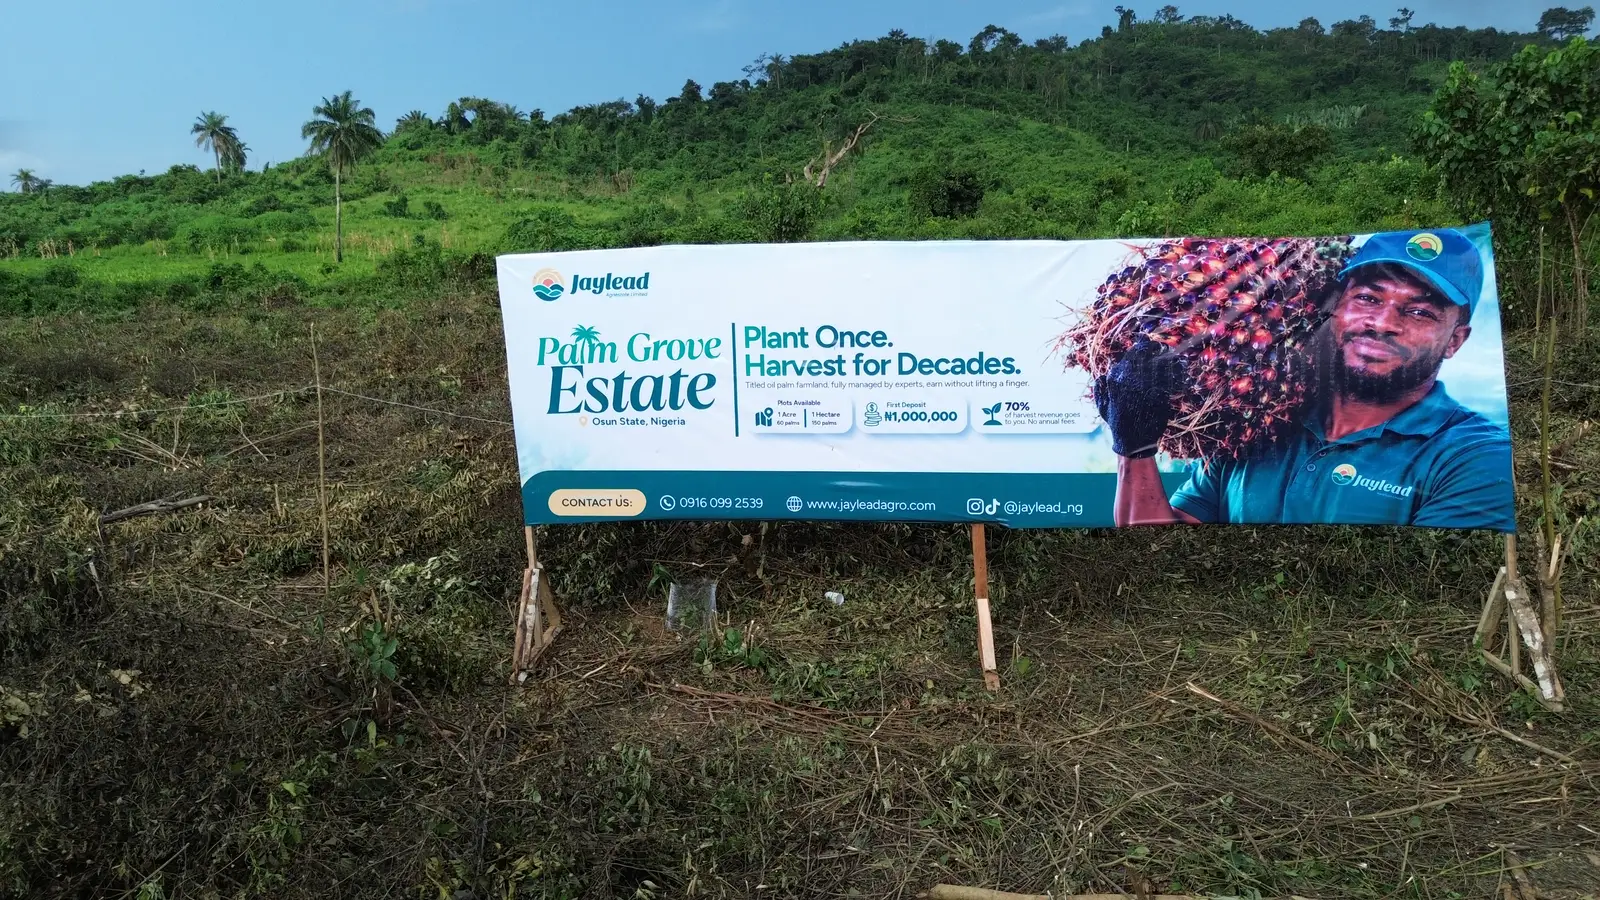 Jaylead
Agriestate Limited
Palm Grove
Estate
Osun State, Nigeria
Plant Once.
Harvest for Decades.
Titled oil palm farmland, fully managed by experts, earn without lifting a finger.
Plots Available
1 Acre
60 palms
1 Hectare
150 palms
First Deposit
₦1,000,000
70%
of harvest revenue goes
to you. No annual fees.
CONTACT US:
0916 099 2539
www.jayleadagro.com
@jaylead_ng
Jaylead